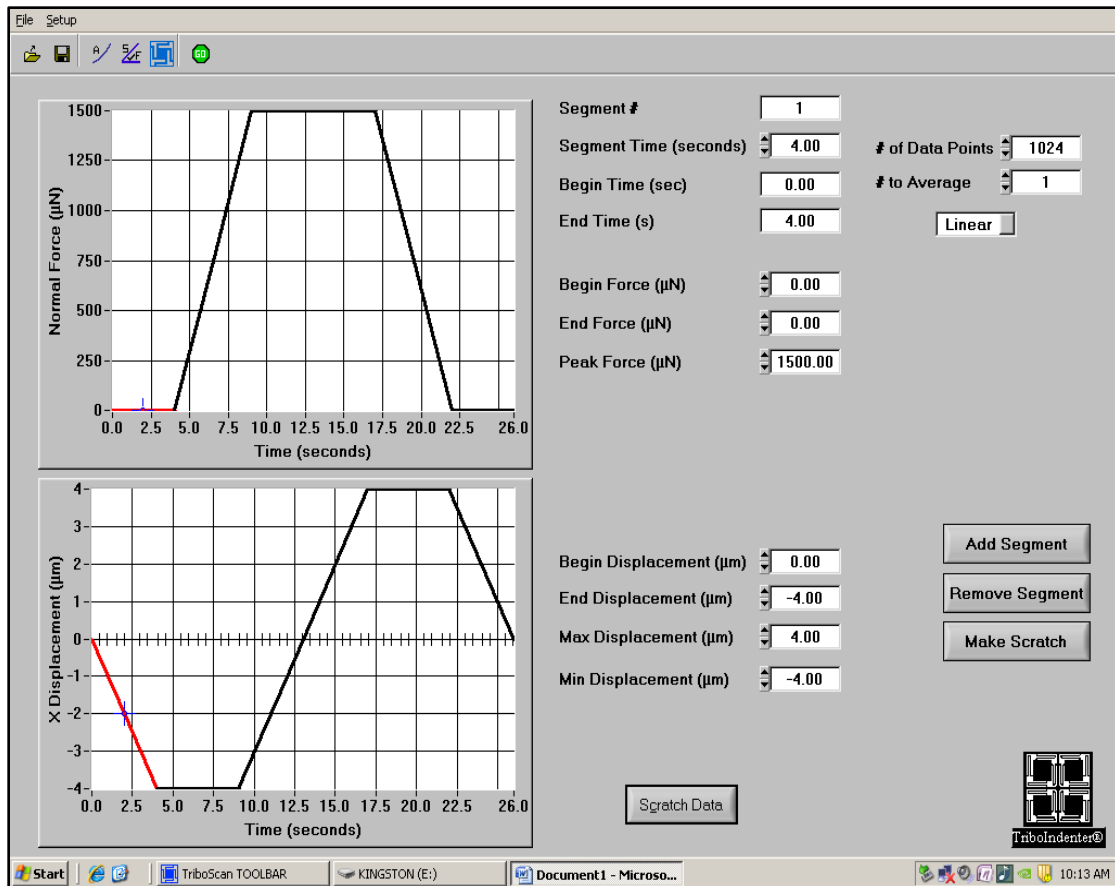 File Setup
A S/F GO
1500
1250
1000
750
500
250
0
Normal Force (µN)
0.0 2.5 5.0 7.5 10.0 12.5 15.0 17.5 20.0 22.5 26.0
Time (seconds)
4
3
2
1
0
-1
-2
-3
-4
X Displacement (µm)
0.0 2.5 5.0 7.5 10.0 12.5 15.0 17.5 20.0 22.5 26.0
Time (seconds)
Segment # 1
Segment Time (seconds) 4.00
Begin Time (sec) 0.00
End Time (s) 4.00
# of Data Points 1024
# to Average 1
Linear
Begin Force (µN) 0.00
End Force (µN) 0.00
Peak Force (µN) 1500.00
Begin Displacement (µm) 0.00
End Displacement (µm) -4.00
Max Displacement (µm) 4.00
Min Displacement (µm) -4.00
Add Segment
Remove Segment
Make Scratch
Scratch Data
TriboIndenter®
Start TriboScan TOOLBAR KINGSTON (E:) Document1 - Microso... 10:13 AM